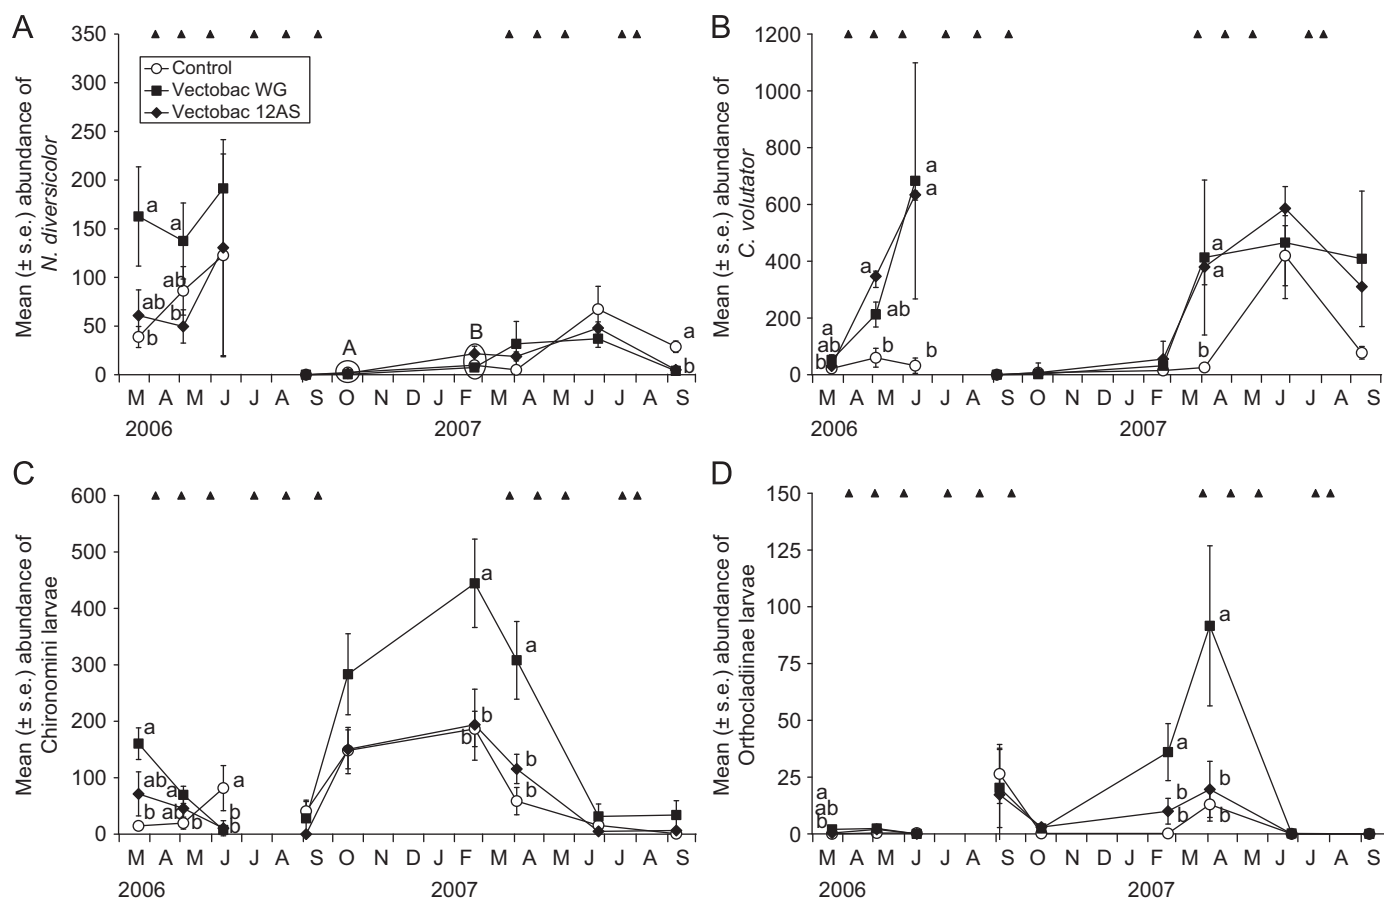 A
Mean (± s.e.) abundance of
N. diversicolor
350
300
250
200
150
100
50
0
Control
Vectobac WG
Vectobac 12AS
a
a
ab
ab
b
b
A
B
a
b
M A M J J A S O N D J F M A M J J A S
2006 2007
B
Mean (± s.e.) abundance of
C. volutator
1200
1000
800
600
400
200
0
a
a
a
ab
a
ab
b
b
b
a
a
b
M A M J J A S O N D J F M A M J J A S
2006 2007
C
Mean (± s.e.) abundance of
Chironomini larvae
600
500
400
300
200
100
0
a
ab
b
a
ab
b
a
b
b
a
b
b
a
b
b
M A M J J A S O N D J F M A M J J A S
2006 2007
D
Mean (± s.e.) abundance of
Orthocladiinae larvae
150
125
100
75
50
25
0
a
ab
b
a
b
b
a
b
b
M A M J J A S O N D J F M A M J J A S
2006 2007